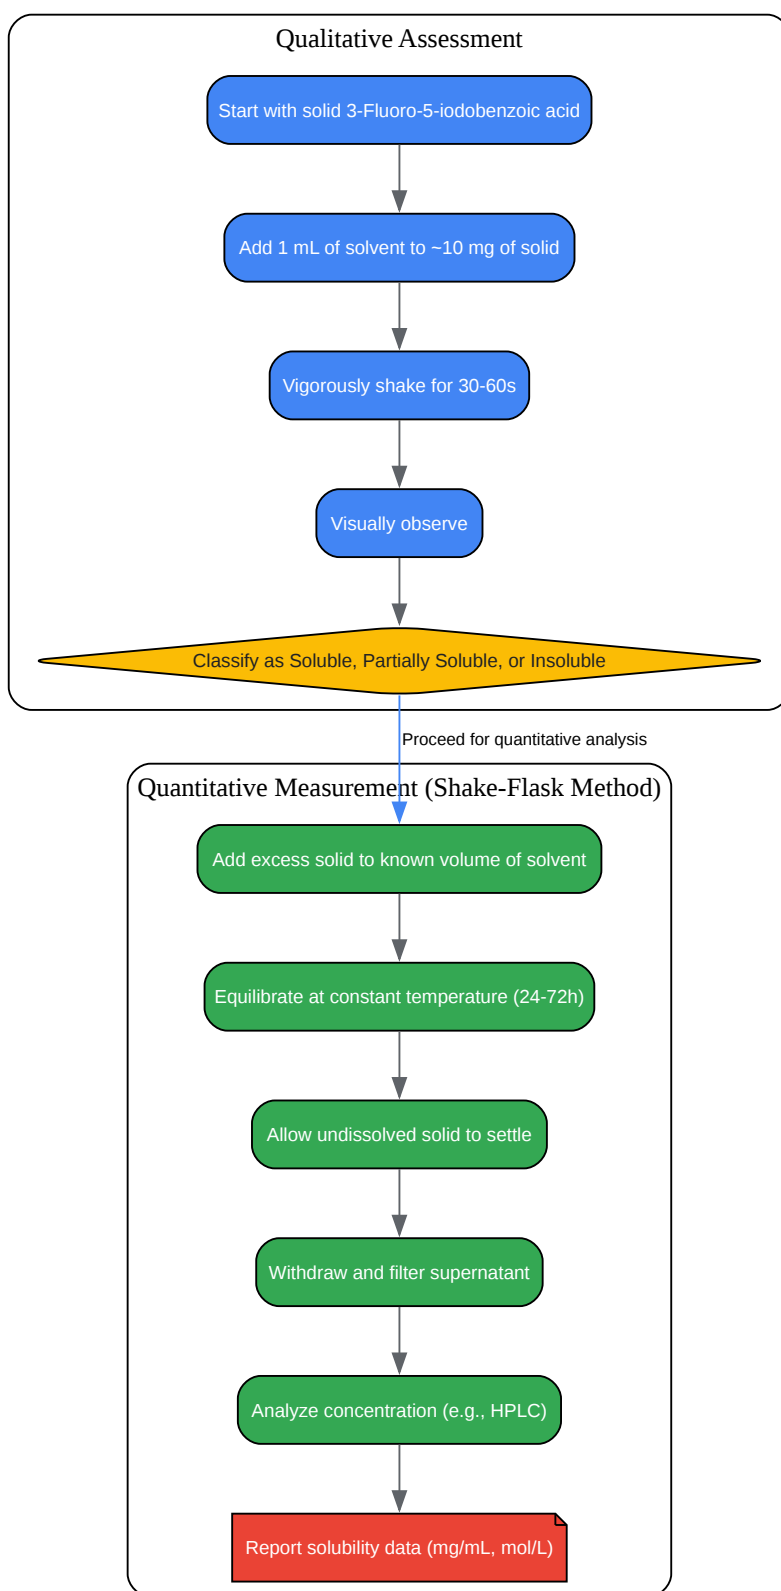 Qualitative Assessment
Start with solid 3-Fluoro-5-iodobenzoic acid
Add 1 mL of solvent to ~10 mg of solid
Vigorously shake for 30-60s
Visually observe
Classify as Soluble, Partially Soluble, or Insoluble
Proceed for quantitative analysis
Quantitative Measurement (Shake-Flask Method)
Add excess solid to known volume of solvent
Equilibrate at constant temperature (24-72h)
Allow undissolved solid to settle
Withdraw and filter supernatant
Analyze concentration (e.g., HPLC)
Report solubility data (mg/mL, mol/L)